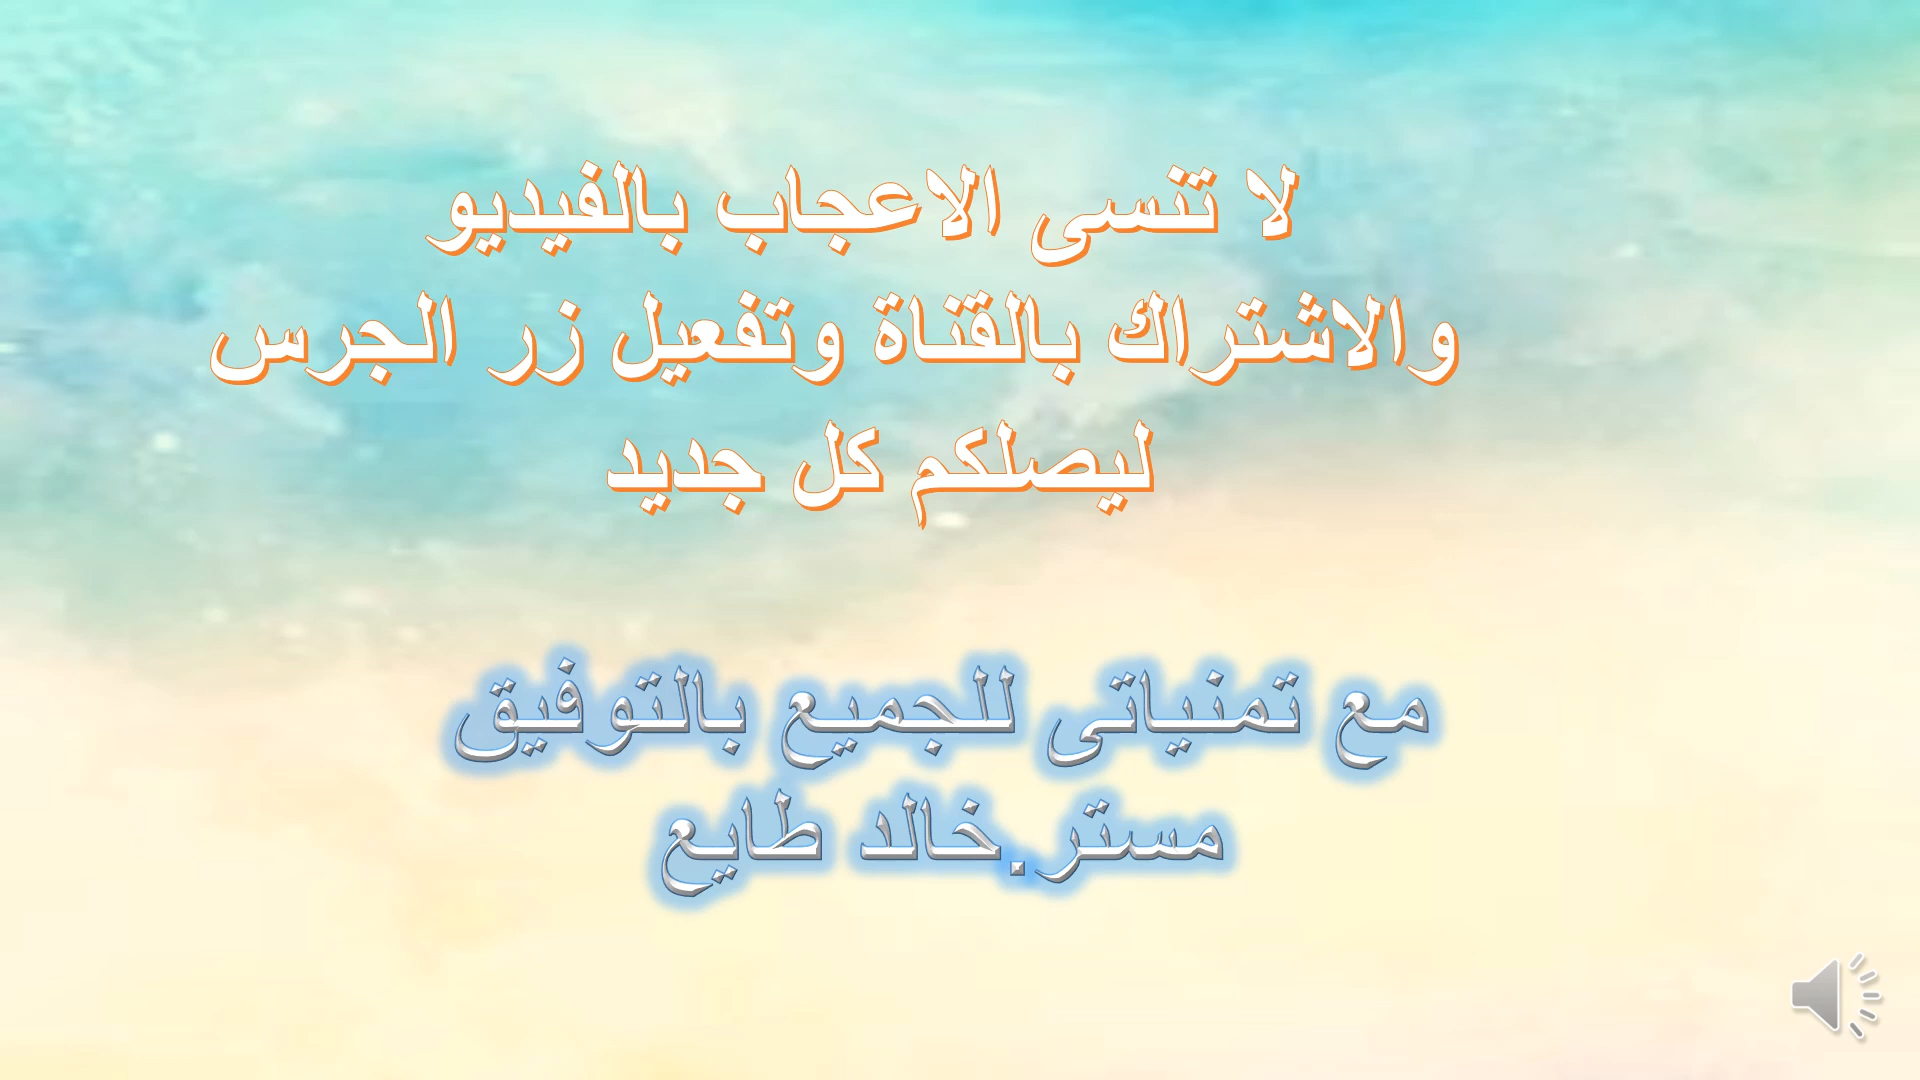 لا تنسى الاعجاب بالفيديو
والاشتراك بالقناة وتفعيل زر الجرس
ليصلكم كل جديد
مع تمنياتى للجميع بالتوفيق
مستر.خالد طايع